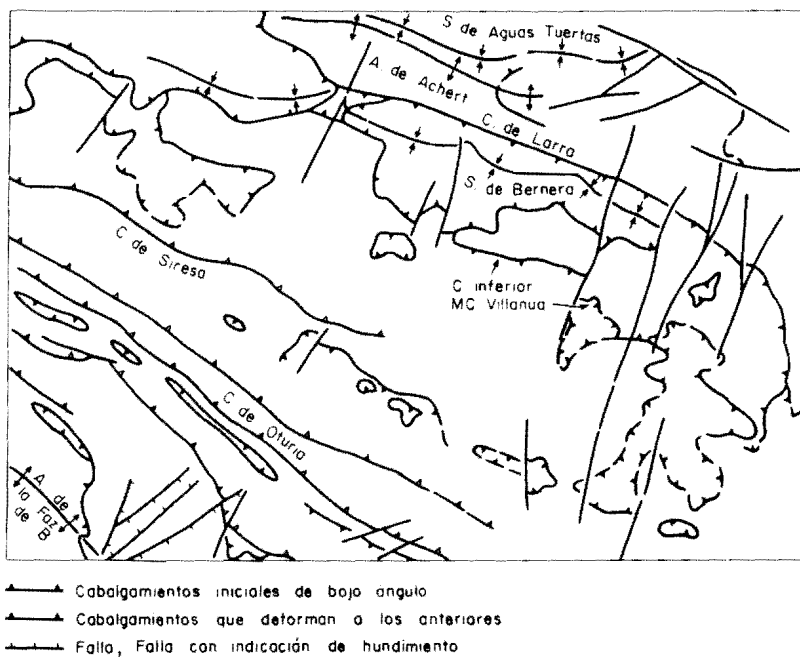 S de Aguas Tuertas
A. de Achert
C. de Larra
S. de Bernera
C de Siresa
C inferior
MC Villanua
C de Oturia
A de
la Faz
de B
Cabalgamientos iniciales de bajo ángulo
Cabalgamientos que deforman a los anteriores
Falla, Falla con indicación de hundimiento